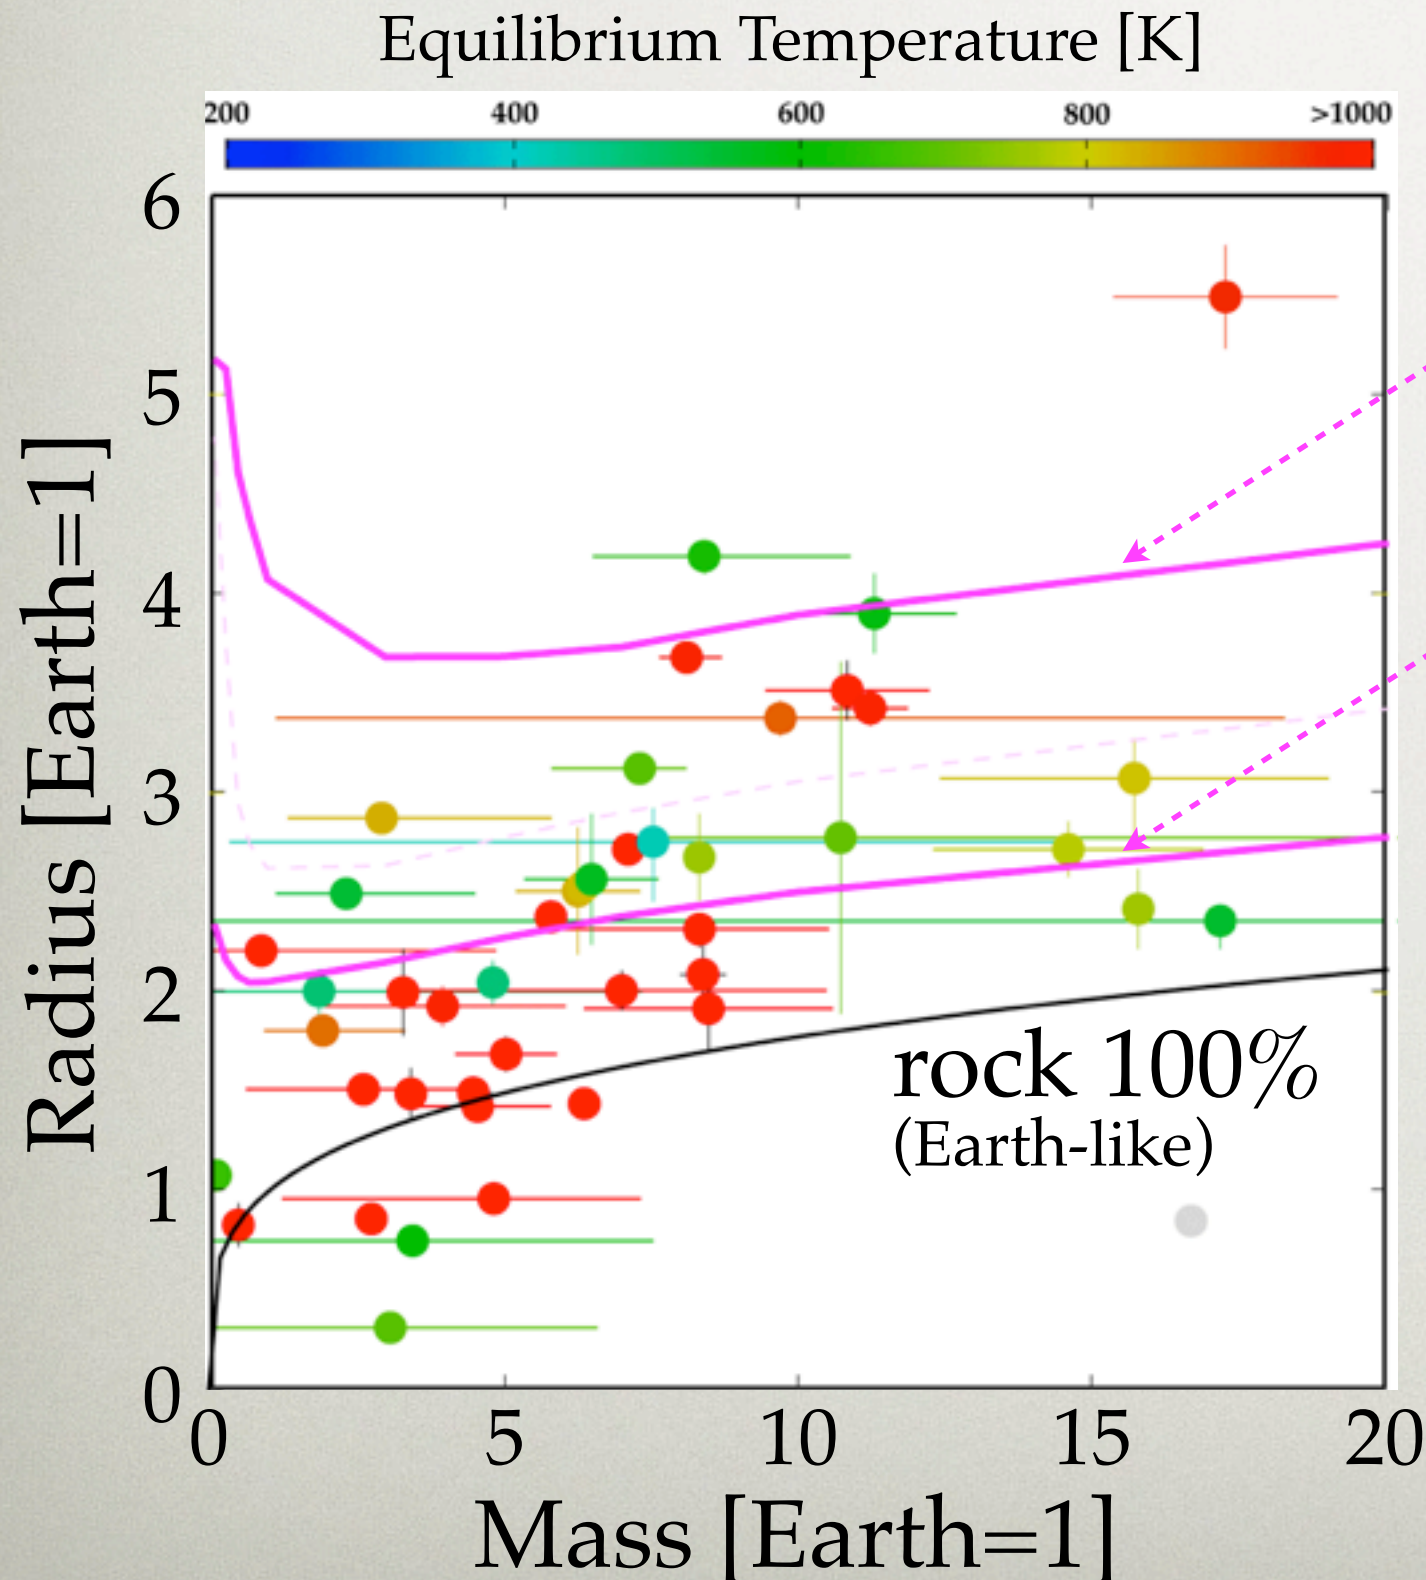 Equilibrium Temperature [K]
200 400 600 800 >1000
6
5
4
3
2
1
0
Radius [Earth=1]
rock 100%
(Earth-like)
0 5 10 15 20
Mass [Earth=1]